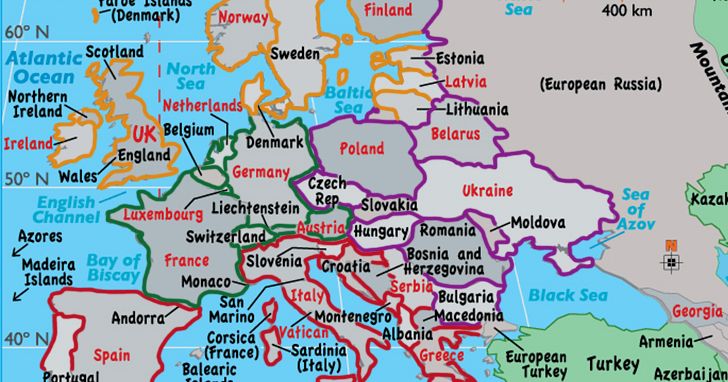 Faroe Islands
(Denmark)
Norway
Finland
Sea
400 km
60° N
Scotland
Sweden
Atlantic
Ocean
North
Sea
Estonia
Latvia
(European Russia)
Northern
Ireland
Netherlands
Baltic
Sea
Lithuania
Ireland
UK
Belgium
Denmark
Belarus
England
Poland
Wales
Germany
50° N
Czech
Rep.
Ukraine
English
Channel
Luxembourg
Liechtenstein
Slovakia
Sea
of
Azov
Kazak
Azores
Switzerland
Austria
Hungary
Romania
Moldova
N
Madeira
Islands
Bay of
Biscay
France
Slovenia
Croatia
Bosnia and
Herzegovina
Monaco
Serbia
Black Sea
San
Marino
Italy
Bulgaria
Andorra
Montenegro
Macedonia
Georgia
40° N
Corsica
(France)
Vatican
Albania
Armenia
Spain
Sardinia
(Italy)
Greece
European
Turkey
Turkey
Portugal
Balearic
Azerbaijan